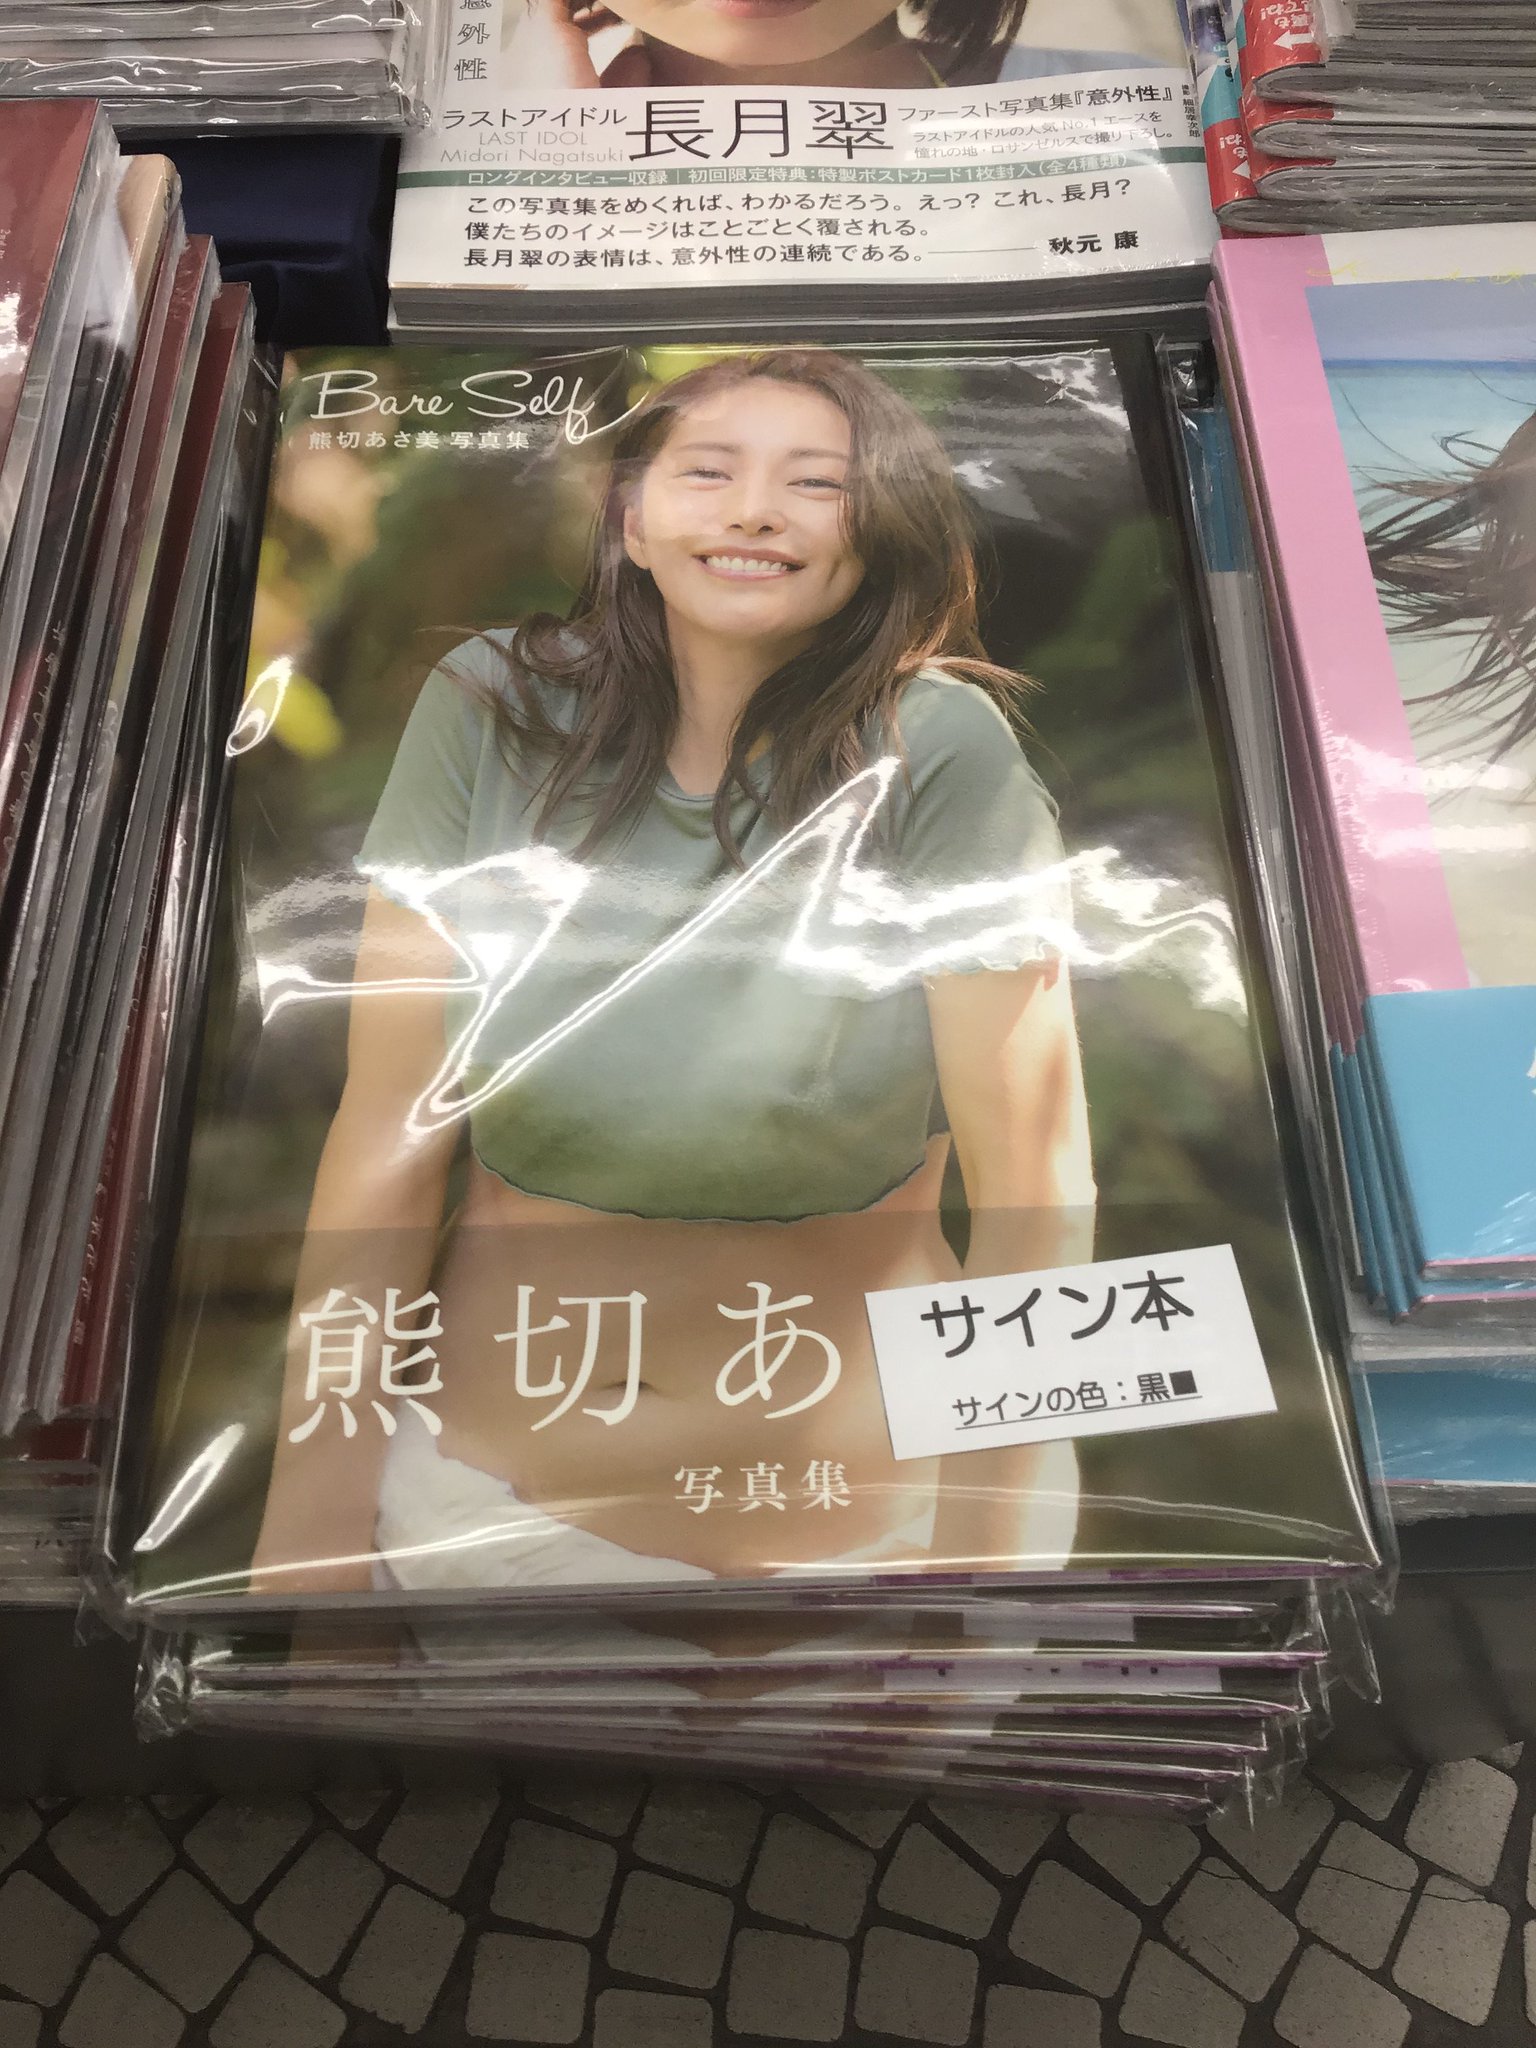 意外性
ラストアイドル
LAST IDOL
Midori Nagatsuki
長月翠
ファースト写真集『意外性』
ラストアイドルの人気No.1エースを
憧れの地・ロサンゼルスで撮り下ろし。
ロングインタビュー収録｜初回限定特典：特製ポストカード1枚封入(全4種類)
この写真集をめくれば、わかるだろう。えっ？これ、長月？
僕たちのイメージはことごとく覆される。
長月翠の表情は、意外性の連続である。――― 秋元 康
Bare Self
熊切あさ美 写真集
熊切あ
写真集
サイン本
サインの色：黒■